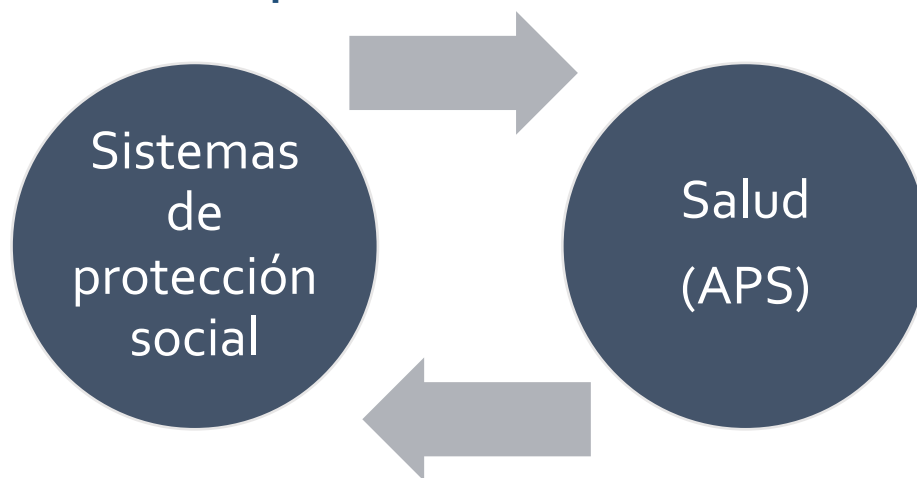 Sistemas
de
protección
social
Salud
(APS)